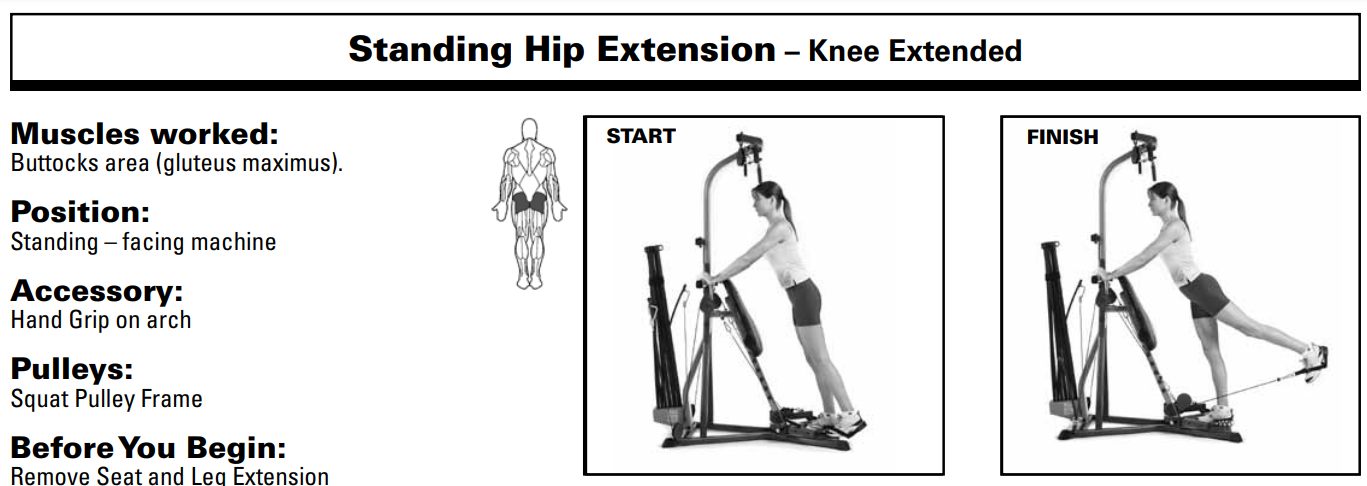 Standing Hip Extension – Knee Extended
Muscles worked:
Buttocks area (gluteus maximus).
Position:
Standing – facing machine
Accessory:
Hand Grip on arch
Pulleys:
Squat Pulley Frame
Before You Begin:
Remove Seat and Leg Extension
START
FINISH